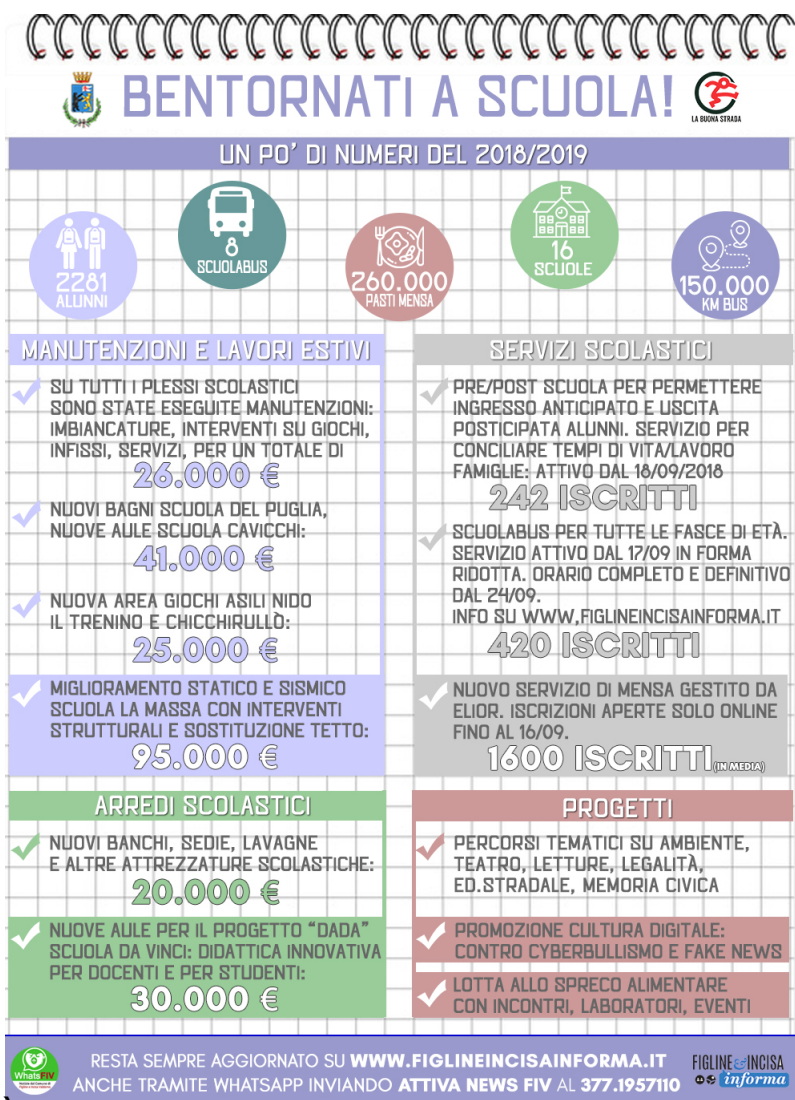 BENTORNATI A SCUOLA!
LA BUONA STRADA
UN PO' DI NUMERI DEL 2018/2019
2281
ALUNNI
8
SCUOLABUS
260.000
PASTI MENSA
16
SCUOLE
150.000
KM BUS
MANUTENZIONI E LAVORI ESTIVI
SU TUTTI I PLESSI SCOLASTICI
SONO STATE ESEGUITE MANUTENZIONI:
IMBIANCATURE, INTERVENTI SU GIOCHI,
INFISSI, SERVIZI, PER UN TOTALE DI
26.000 €
NUOVI BAGNI SCUOLA DEL PUGLIA,
NUOVE AULE SCUOLA CAVICCHI:
41.000 €
NUOVA AREA GIOCHI ASILI NIDO
IL TRENINO E CHICCHIRULLÒ:
25.000 €
MIGLIORAMENTO STATICO E SISMICO
SCUOLA LA MASSA CON INTERVENTI
STRUTTURALI E SOSTITUZIONE TETTO:
95.000 €
SERVIZI SCOLASTICI
PRE/POST SCUOLA PER PERMETTERE
INGRESSO ANTICIPATO E USCITA
POSTICIPATA ALUNNI. SERVIZIO PER
CONCILIARE TEMPI DI VITA/LAVORO
FAMIGLIE: ATTIVO DAL 18/09/2018
242 ISCRITTI
SCUOLABUS PER TUTTE LE FASCE DI ETÀ.
SERVIZIO ATTIVO DAL 17/09 IN FORMA
RIDOTTA. ORARIO COMPLETO E DEFINITIVO
DAL 24/09.
INFO SU WWW,FIGLINEINCISAINFORMA.IT
420 ISCRITTI
NUOVO SERVIZIO DI MENSA GESTITO DA
ELIOR. ISCRIZIONI APERTE SOLO ONLINE
FINO AL 16/09.
1600 ISCRITTI (IN MEDIA)
ARREDI SCOLASTICI
NUOVI BANCHI, SEDIE, LAVAGNE
E ALTRE ATTREZZATURE SCOLASTICHE:
20.000 €
NUOVE AULE PER IL PROGETTO "DADA"
SCUOLA DA VINCI: DIDATTICA INNOVATIVA
PER DOCENTI E PER STUDENTI:
30.000 €
PROGETTI
PERCORSI TEMATICI SU AMBIENTE,
TEATRO, LETTURE, LEGALITÀ,
ED.STRADALE, MEMORIA CIVICA
PROMOZIONE CULTURA DIGITALE:
CONTRO CYBERBULLISMO E FAKE NEWS
LOTTA ALLO SPRECO ALIMENTARE
CON INCONTRI, LABORATORI, EVENTI
WhatsFIV
RESTA SEMPRE AGGIORNATO SU WWW.FIGLINEINCISAINFORMA.IT
ANCHE TRAMITE WHATSAPP INVIANDO ATTIVA NEWS FIV AL 377.1957110
FIGLINE E INCISA
informa